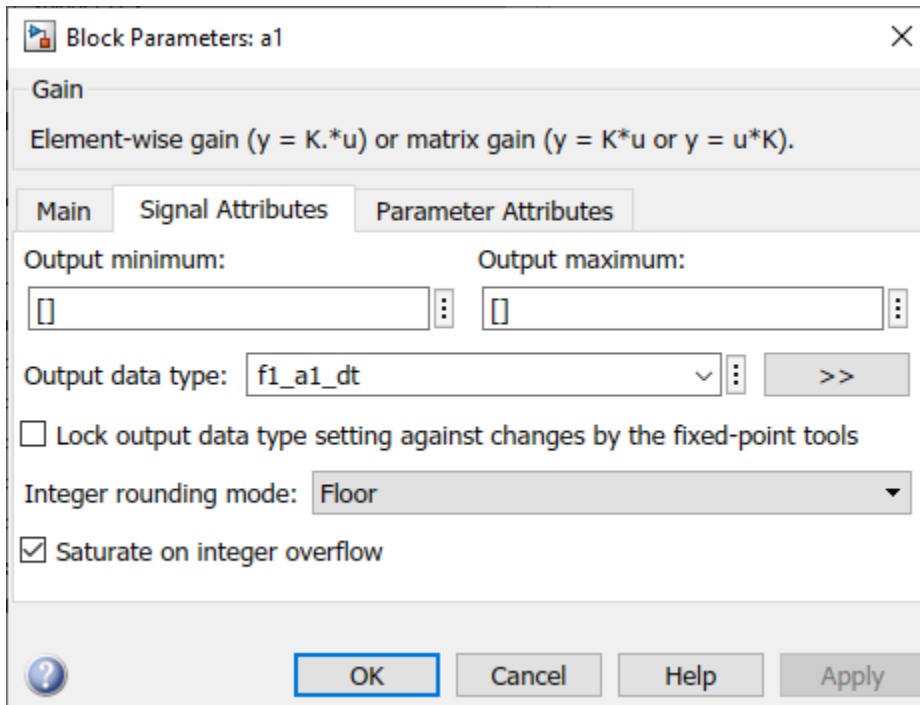 Block Parameters: a1
Gain
Element-wise gain (y = K.*u) or matrix gain (y = K*u or y = u*K).
Main Signal Attributes Parameter Attributes
Output minimum: Output maximum:
[] []
Output data type: f1_a1_dt >>
Lock output data type setting against changes by the fixed-point tools
Integer rounding mode: Floor
Saturate on integer overflow
? OK Cancel Help Apply